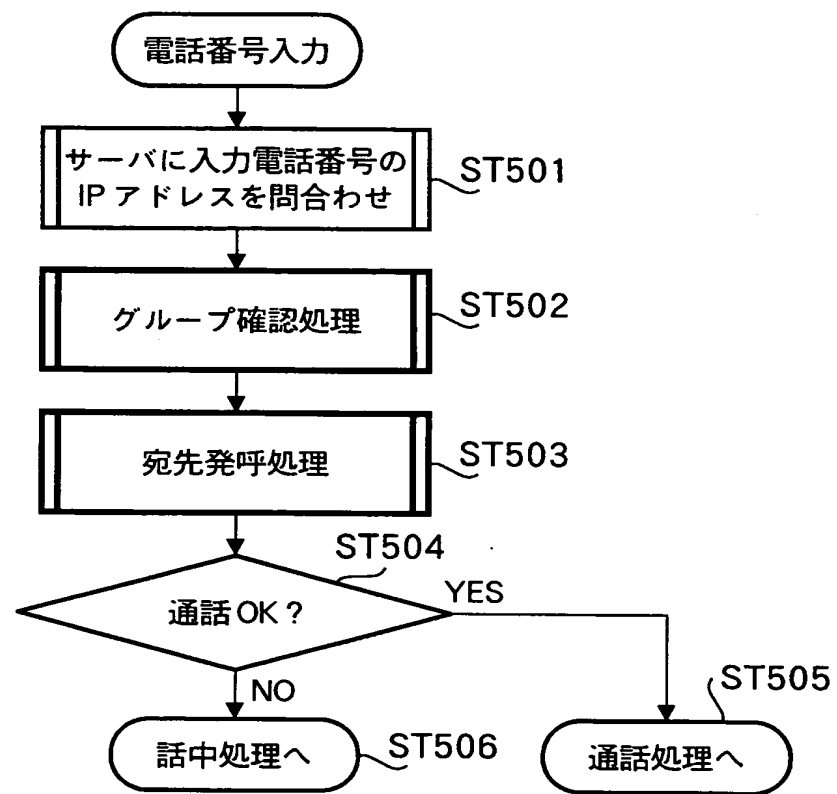 電話番号入力
サーバに入力電話番号の
IPアドレスを問合わせ
ST501
グループ確認処理
ST502
宛先発呼処理
ST503
ST504
通話OK?
YES
NO
ST505
話中処理へ
ST506
通話処理へ